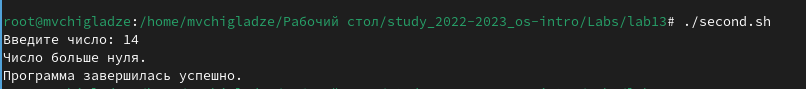 root@mvchigladze:/home/mvchigladze/Рабочий стол/study_2022-2023_os-intro/Labs/lab13# ./second.sh
Введите число: 14
Число больше нуля.
Программа завершилась успешно.